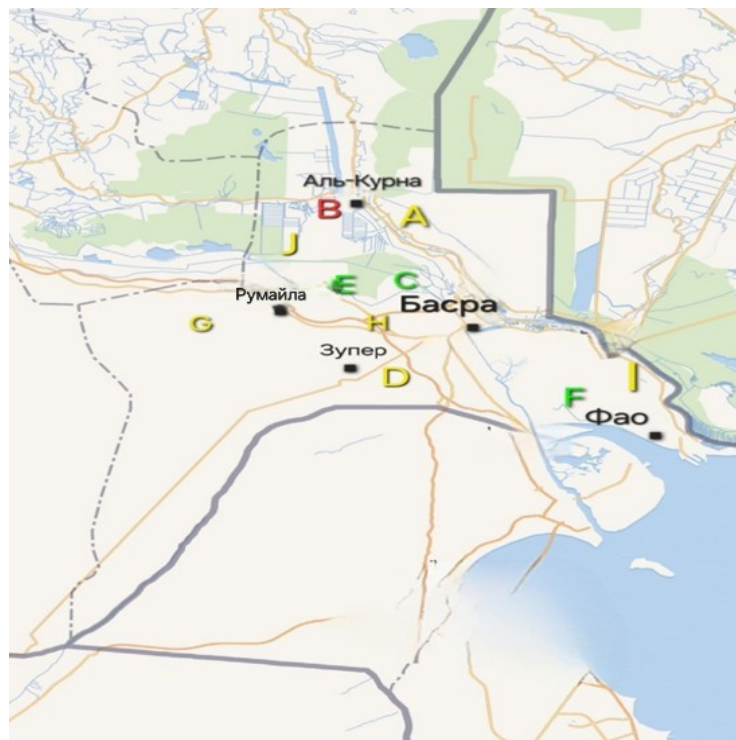 Аль-Курна
B A
J
E C
Румайла
Басра
G H
Зупер
D I
F
Фао